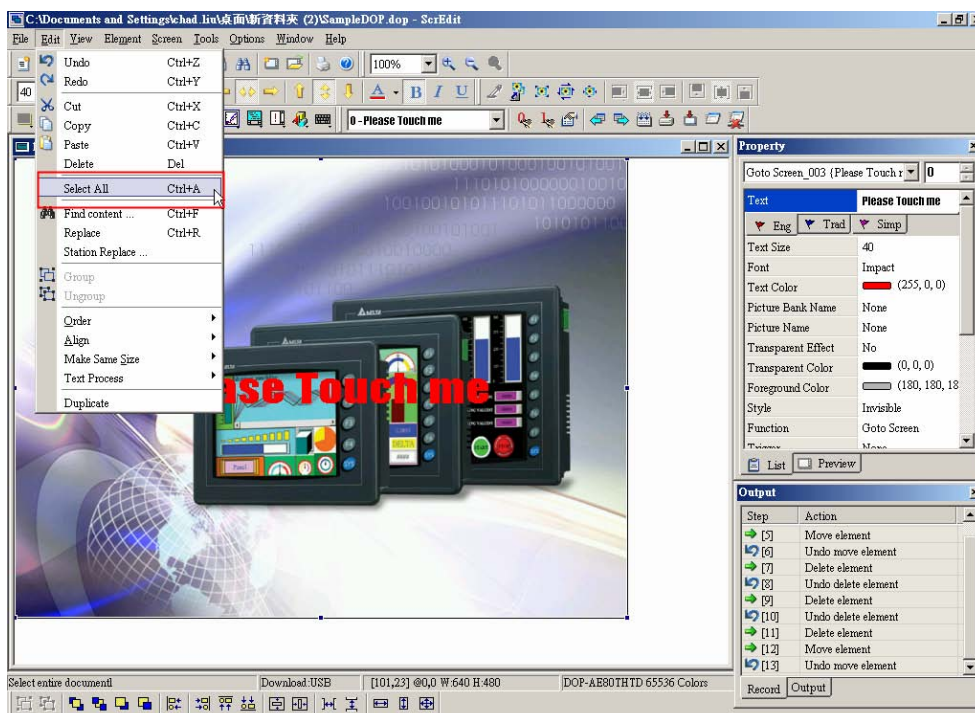 C:\Documents and Settings\chad.liu\桌面\新資料夾 (2)\SampleDOP.dop - ScrEdit
File Edit View Element Screen Tools Options Window Help
Undo Ctrl+Z
Redo Ctrl+Y
Cut Ctrl+X
Copy Ctrl+C
Paste Ctrl+V
Delete Del
Select All Ctrl+A
Find content ... Ctrl+F
Replace Ctrl+R
Station Replace ...
Group
Ungroup
Order
Align
Make Same Size
Text Process
Duplicate
100%
40
A B I U
0 - Please Touch me
ase Touch me
DELTA
Property
Goto Screen_003 {Please Touch r 0
Text Please Touch me
Eng Trad Simp
Text Size 40
Font Impact
Text Color (255, 0, 0)
Picture Bank Name None
Picture Name None
Transparent Effect No
Transparent Color (0, 0, 0)
Foreground Color (180, 180, 18
Style Invisible
Function Goto Screen
Trigger None
List Preview
Output
Step Action
[5] Move element
[6] Undo move element
[7] Delete element
[8] Undo delete element
[9] Delete element
[10] Undo delete element
[11] Delete element
[12] Move element
[13] Undo move element
Record Output
Select entire documentl Download:USB [101,23] @0,0 W:640 H:480 DOP-AE80THTD 65536 Colors